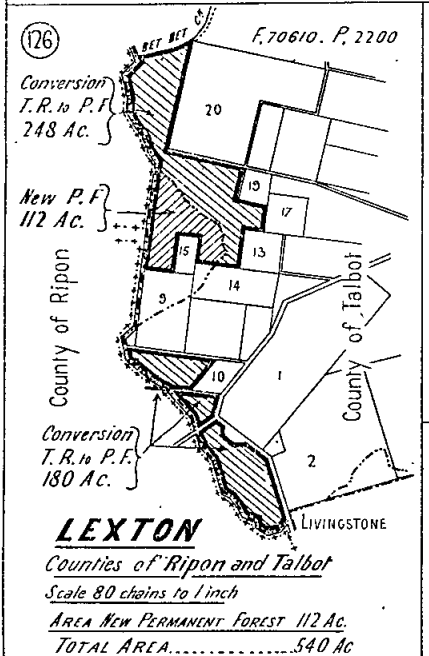 126
F.70610. P. 2200
BET BET
Conversion
T.R. to P.F.
248 Ac.
20
New P.F.
112 Ac.
19
17
15
13
9
14
County of Ripon
County of Talbot
10
1
Conversion
T.R. to P.F.
180 Ac.
2
LIVINGSTONE
LEXTON
Counties of Ripon and Talbot
Scale 80 chains to 1 inch
AREA NEW PERMANENT FOREST 112 Ac.
TOTAL AREA..............540 Ac